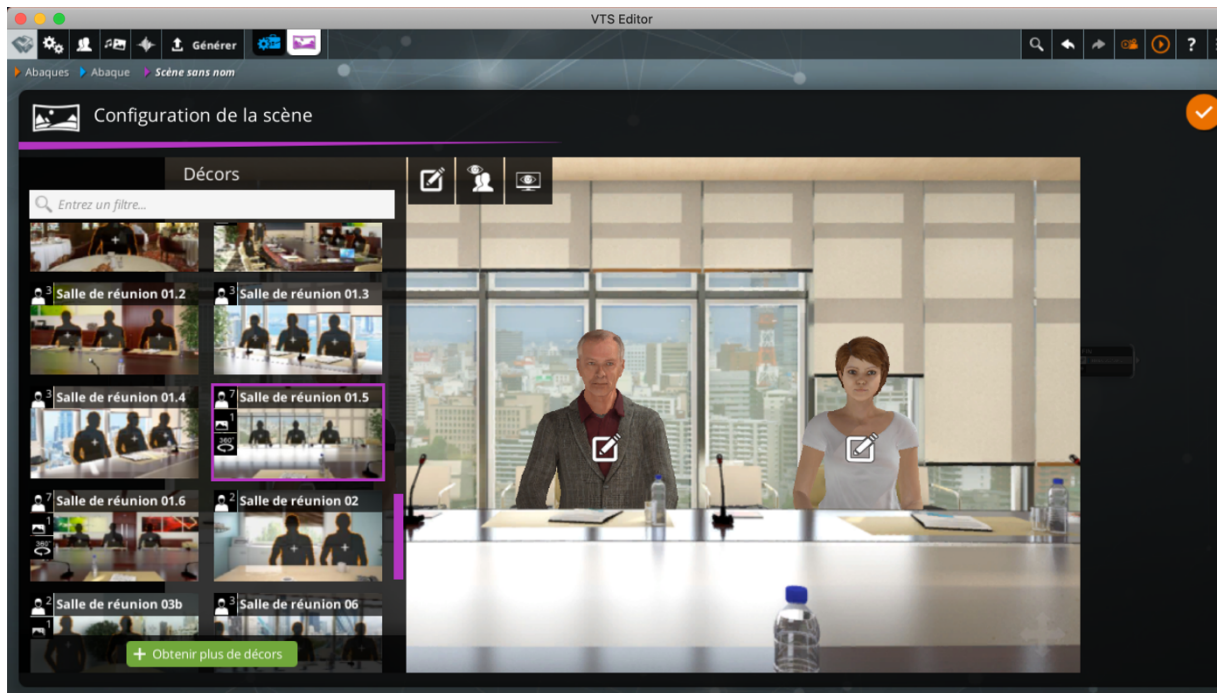 VTS Editor
Générer
?
Abaques Abaque Scène sans nom
Configuration de la scène
Décors
Entrez un filtre...
3 Salle de réunion 01.2
3 Salle de réunion 01.3
3 Salle de réunion 01.4
7 Salle de réunion 01.5
1
360°
7 Salle de réunion 01.6
1
360°
2 Salle de réunion 02
2 Salle de réunion 03b
1
3 Salle de réunion 06
+ Obtenir plus de décors